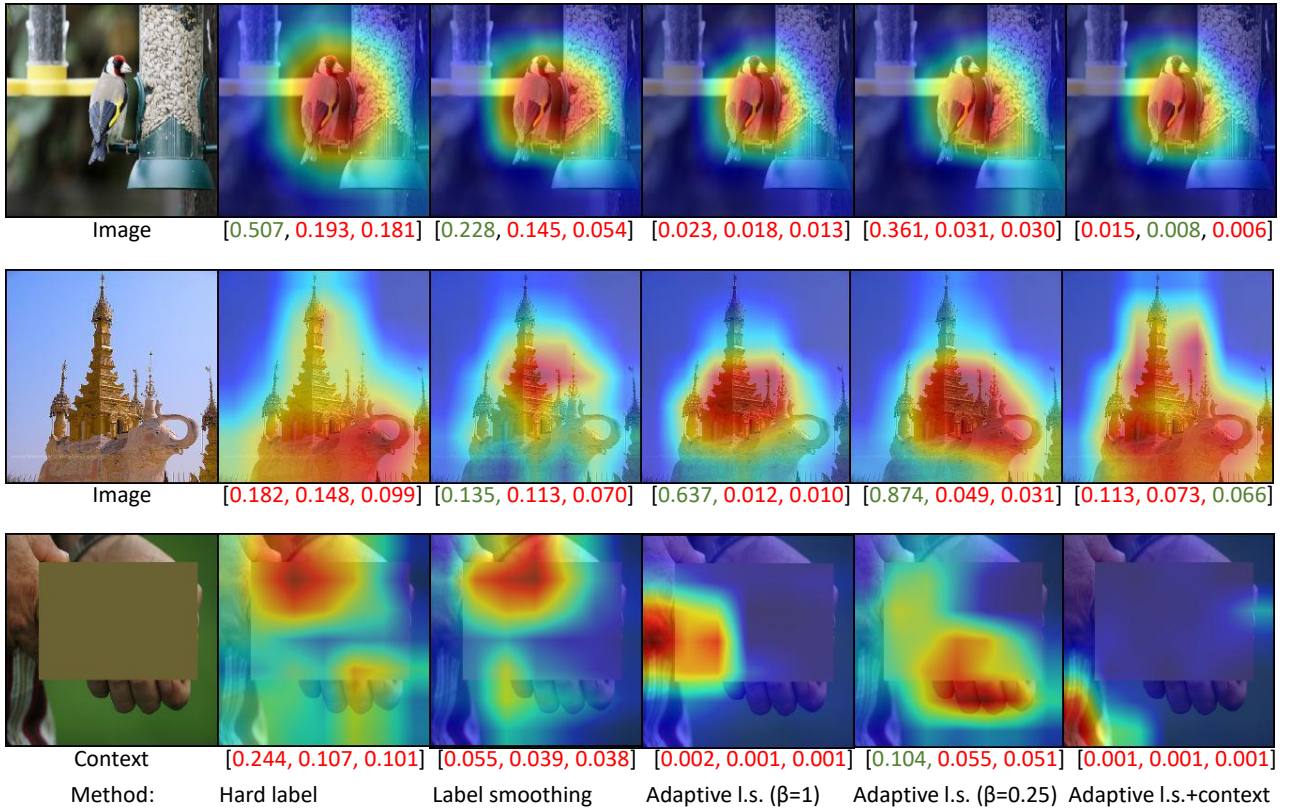 Image [0.507, 0.193, 0.181] [0.228, 0.145, 0.054] [0.023, 0.018, 0.013] [0.361, 0.031, 0.030] [0.015, 0.008, 0.006]
Image [0.182, 0.148, 0.099] [0.135, 0.113, 0.070] [0.637, 0.012, 0.010] [0.874, 0.049, 0.031] [0.113, 0.073, 0.066]
Context [0.244, 0.107, 0.101] [0.055, 0.039, 0.038] [0.002, 0.001, 0.001] [0.104, 0.055, 0.051] [0.001, 0.001, 0.001]
Method: Hard label Label smoothing Adaptive l.s. (β=1) Adaptive l.s. (β=0.25) Adaptive l.s.+context